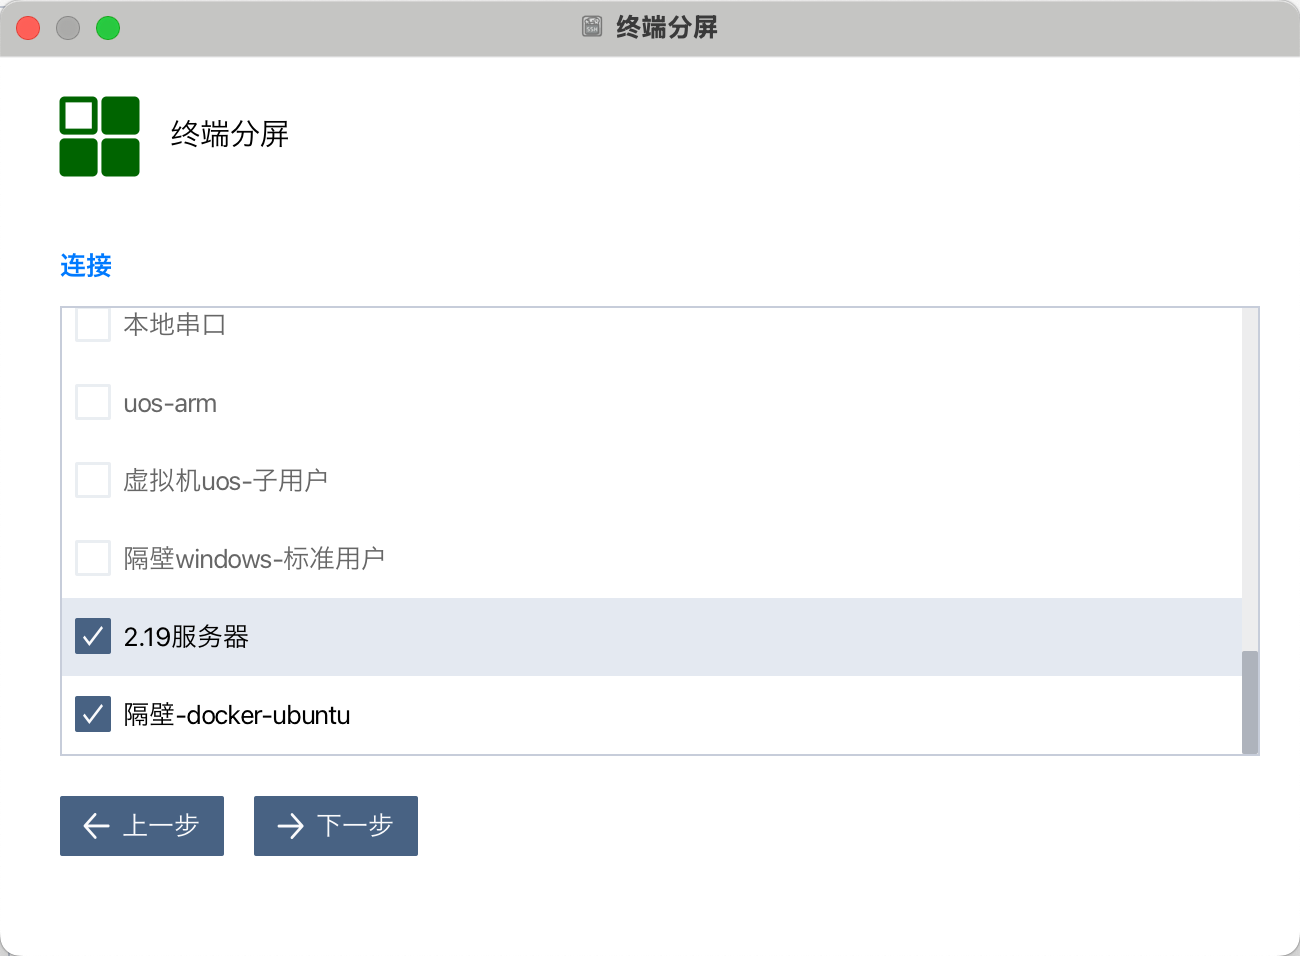 终端分屏
终端分屏
连接
本地串口
uos-arm
虚拟机uos-子用户
隔壁windows-标准用户
2.19服务器
隔壁-docker-ubuntu
上一步
下一步